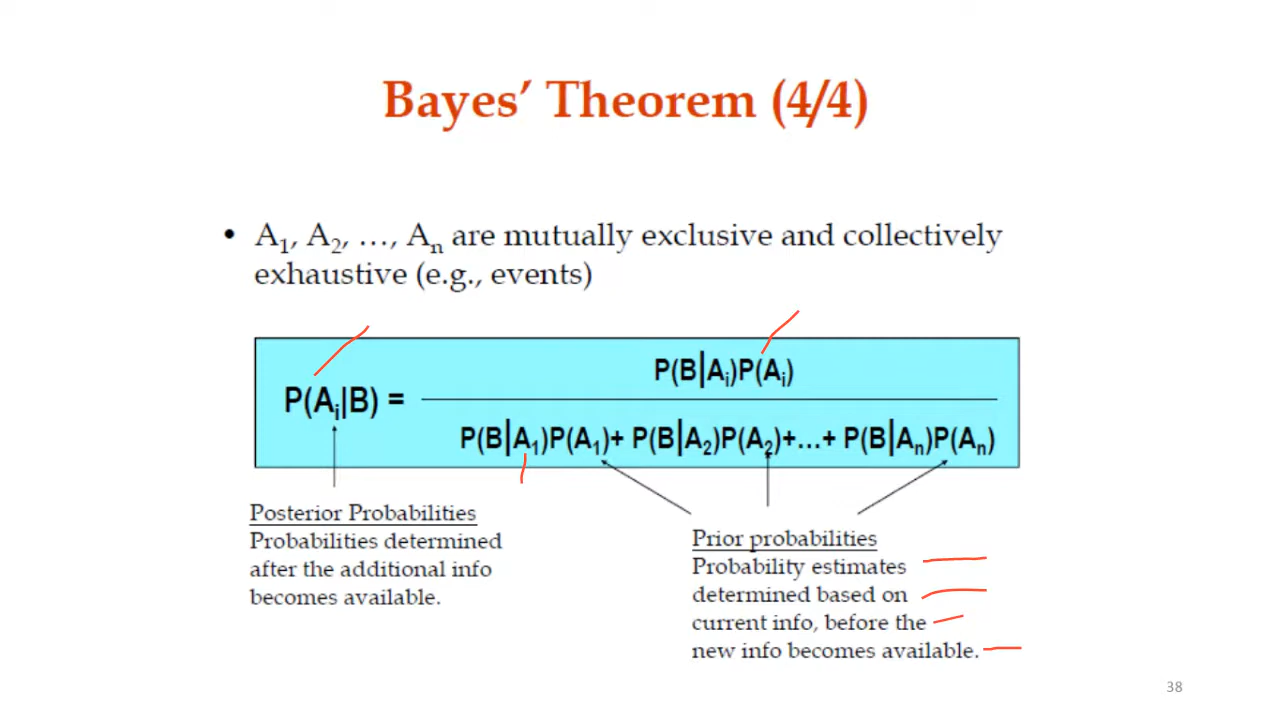 Bayes’ Theorem (4/4)
• A₁, A₂, …, Aₙ are mutually exclusive and collectively
exhaustive (e.g., events)
P(Aᵢ|B) =
P(B|Aᵢ)P(Aᵢ)
P(B|A₁)P(A₁)+ P(B|A₂)P(A₂)+…+ P(B|Aₙ)P(Aₙ)
Posterior Probabilities
Probabilities determined
after the additional info
becomes available.
Prior probabilities
Probability estimates
determined based on
current info, before the
new info becomes available.
38